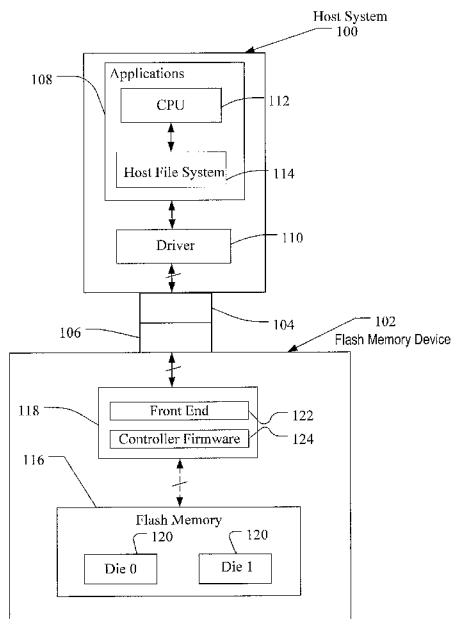 Host System
100
108
Applications
CPU
112
Host File System
114
Driver
110
104
106
102
Flash Memory Device
118
Front End
122
Controller Firmware
124
116
Flash Memory
120
120
Die 0
Die 1